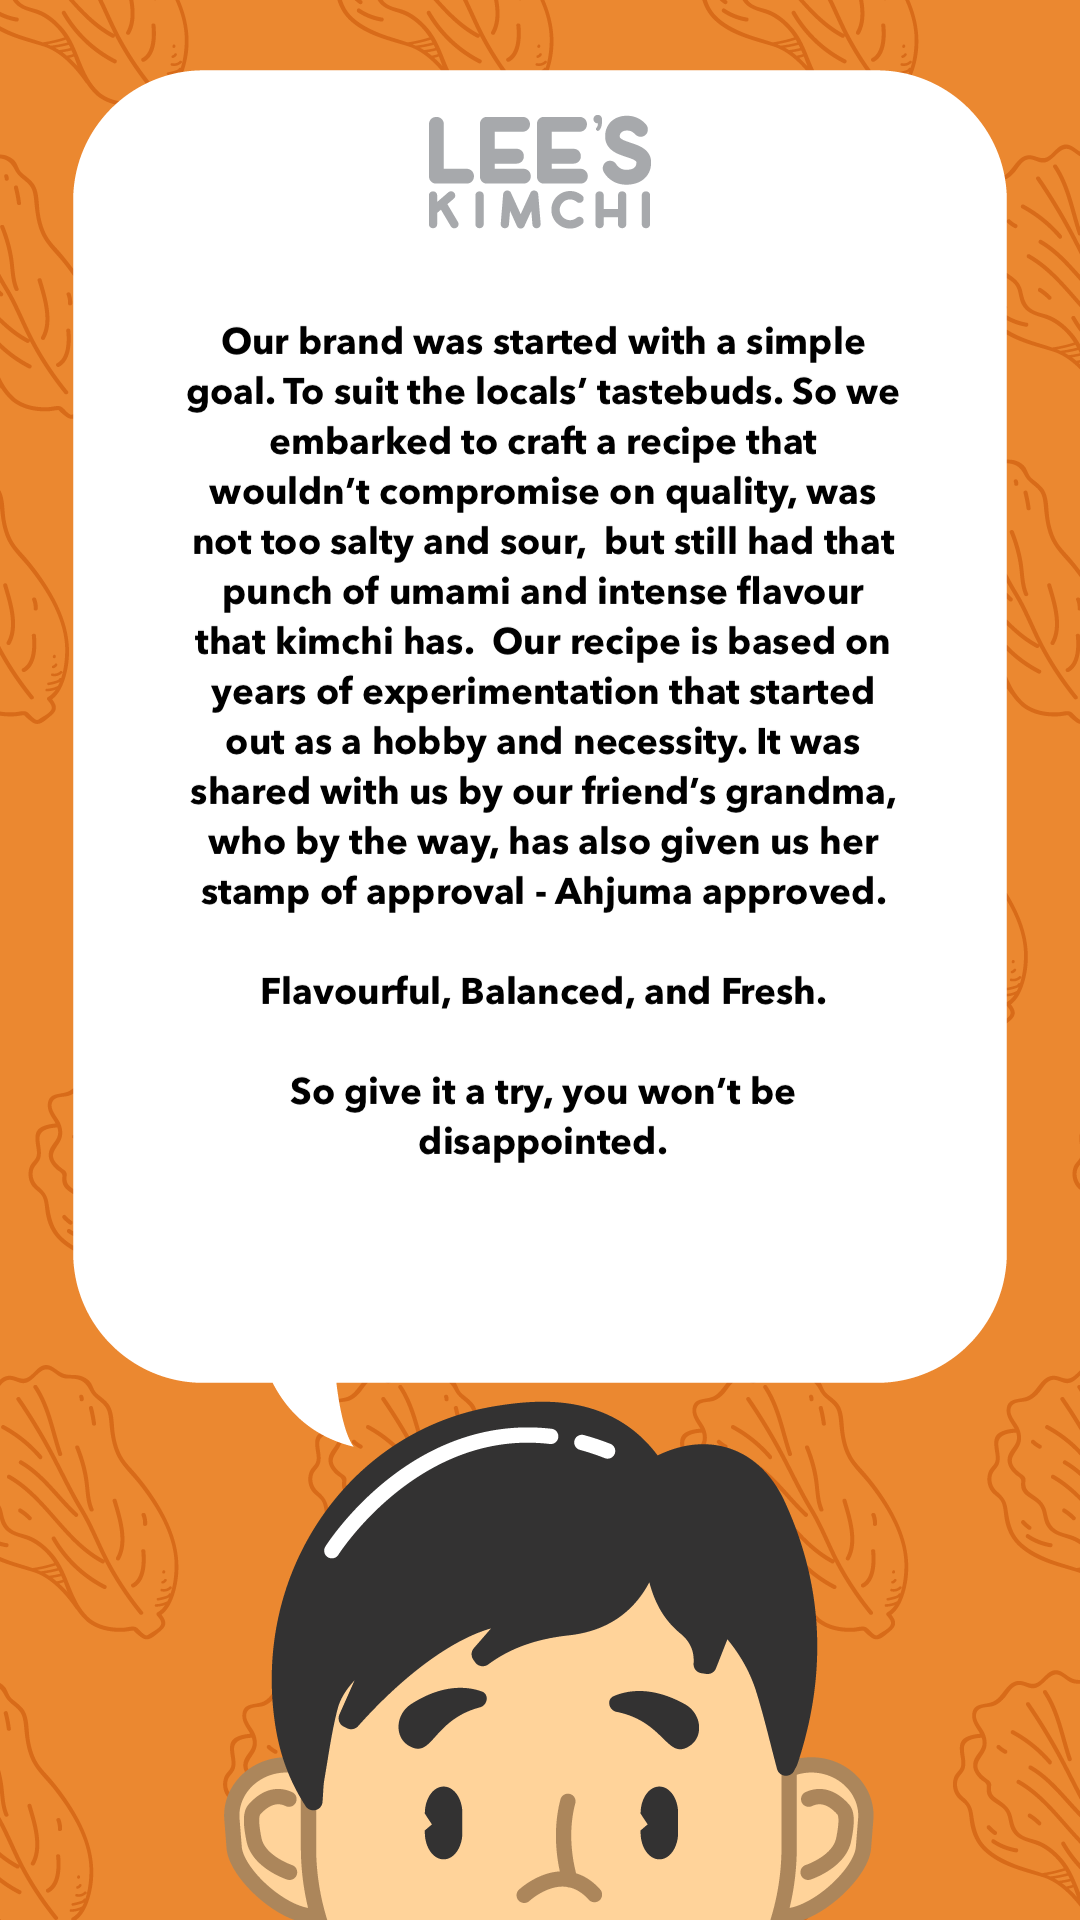 LEE'S
KIMCHI
Our brand was started with a simple
goal. To suit the locals’ tastebuds. So we
embarked to craft a recipe that
wouldn’t compromise on quality, was
not too salty and sour,  but still had that
punch of umami and intense flavour
that kimchi has.  Our recipe is based on
years of experimentation that started
out as a hobby and necessity. It was
shared with us by our friend’s grandma,
who by the way, has also given us her
stamp of approval - Ahjuma approved.
Flavourful, Balanced, and Fresh.
So give it a try, you won’t be
disappointed.